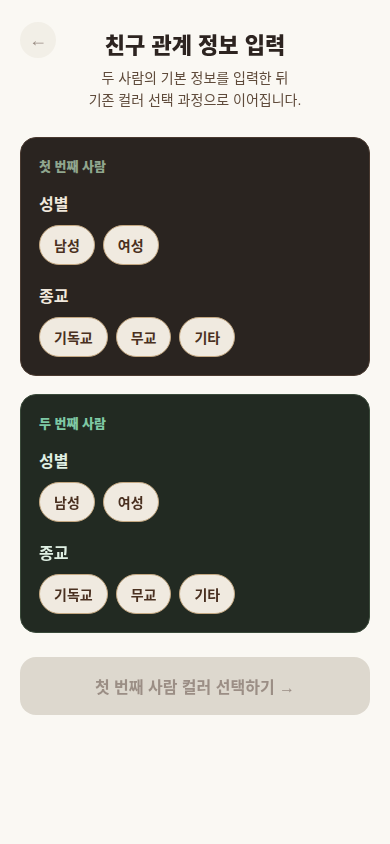 ←
친구 관계 정보 입력
두 사람의 기본 정보를 입력한 뒤
기존 컬러 선택 과정으로 이어집니다.
첫 번째 사람
성별
남성 여성
종교
기독교 무교 기타
두 번째 사람
성별
남성 여성
종교
기독교 무교 기타
첫 번째 사람 컬러 선택하기 →